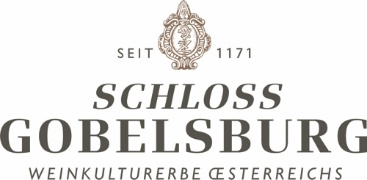 SEIT 1171
SCHLOSS
GOBELSBURG
WEINKULTURERBE ŒSTERREICHS